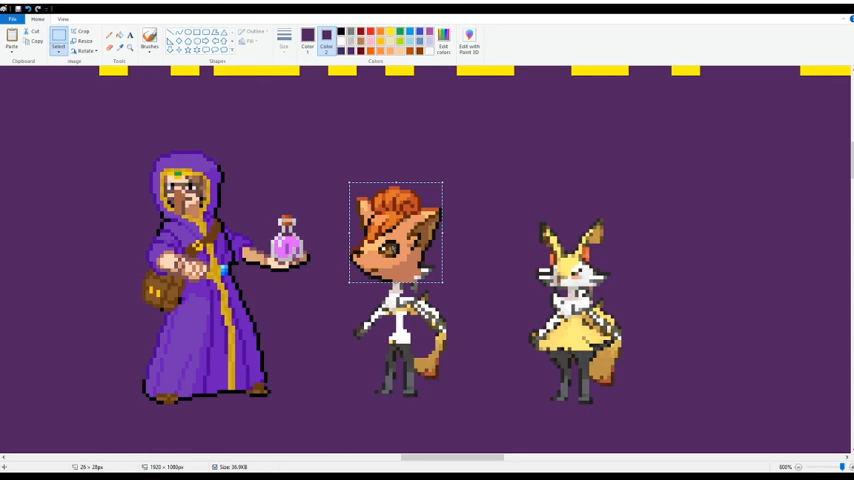 File Home View
Paste
Cut
Copy
Clipboard
Select
Crop
Resize
Rotate
Image
Tools
Brushes
Outline
Fill
Shapes
Size
Color 1
Color 2
Edit colors
Edit with Paint 3D
Colors
26 × 28px
1920 × 1080px
Size: 36.9KB
800%